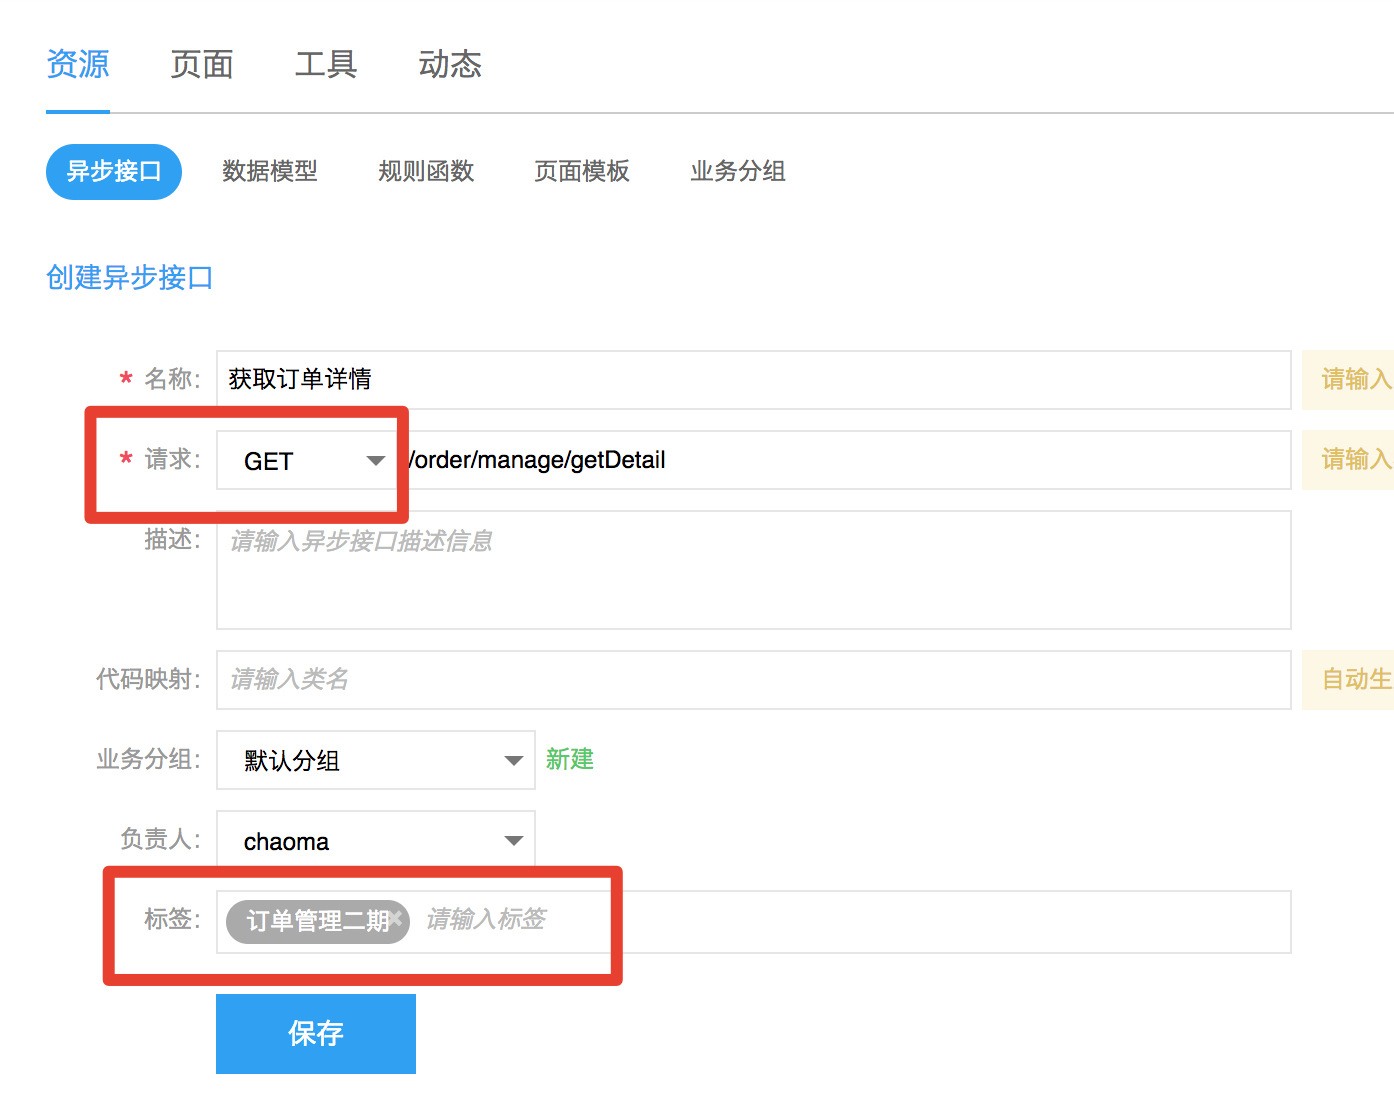 资源 页面 工具 动态
异步接口 数据模型 规则函数 页面模板 业务分组
创建异步接口
* 名称: 获取订单详情 请输入
* 请求: GET /order/manage/getDetail 请输入
描述: 请输入异步接口描述信息
代码映射: 请输入类名 自动生
业务分组: 默认分组 新建
负责人: chaoma
标签: 订单管理二期 请输入标签
保存